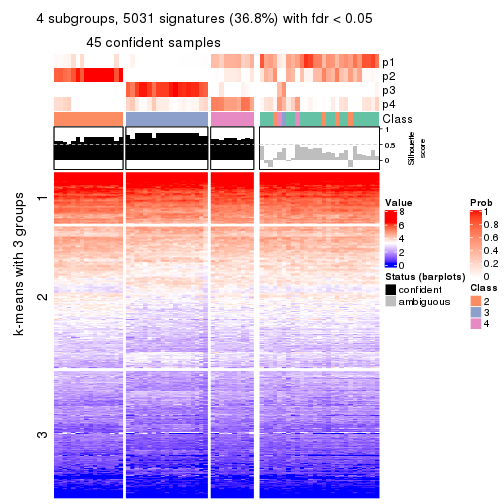 4 subgroups, 5031 signatures (36.8%) with fdr < 0.05
45 confident samples
p1
p2
p3
p4
Class
1
0.5
0
Silhouette
score
k-means with 3 groups
1
2
3
Value
8
6
4
2
0
Status (barplots)
confident
ambiguous
Prob
1
0.8
0.6
0.4
0.2
0
Class
2
3
4